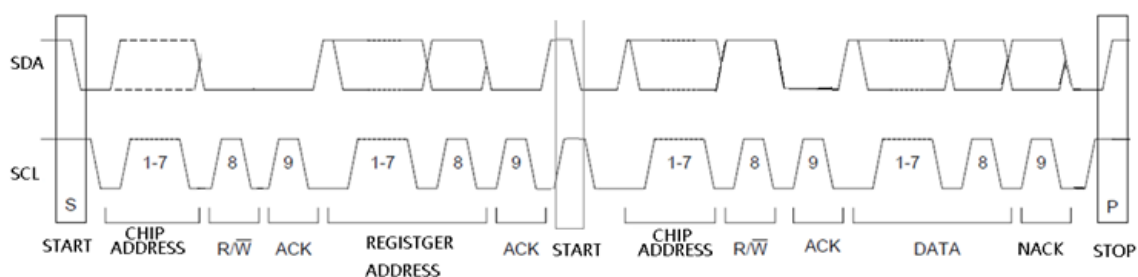 SDA
SCL
1-7 8 9 1-7 8 9 1-7 8 9 1-7 8 9
S P
START CHIP ADDRESS R/W̅ ACK REGISTGER ADDRESS ACK START CHIP ADDRESS R/W̅ ACK DATA NACK STOP